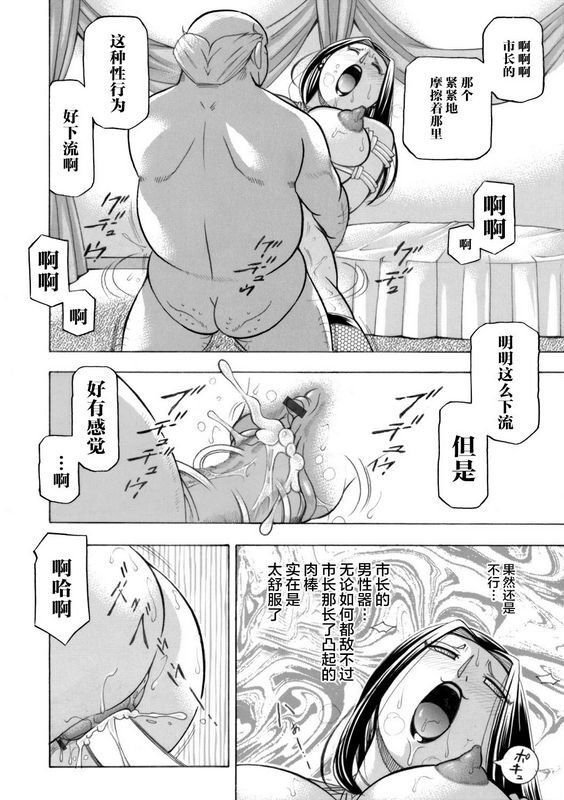 啊啊啊
市长的
那个
紧紧地
摩擦着那里
这种性行为
好下流啊
啊啊
啊
啊啊
啊
明明这么下流
但是
好有感觉
…啊
果然还是
不行…
市长的
男性器…
无论如何都敌不过
市长那长了凸起的
肉棒
实在是
太舒服了
啊哈啊